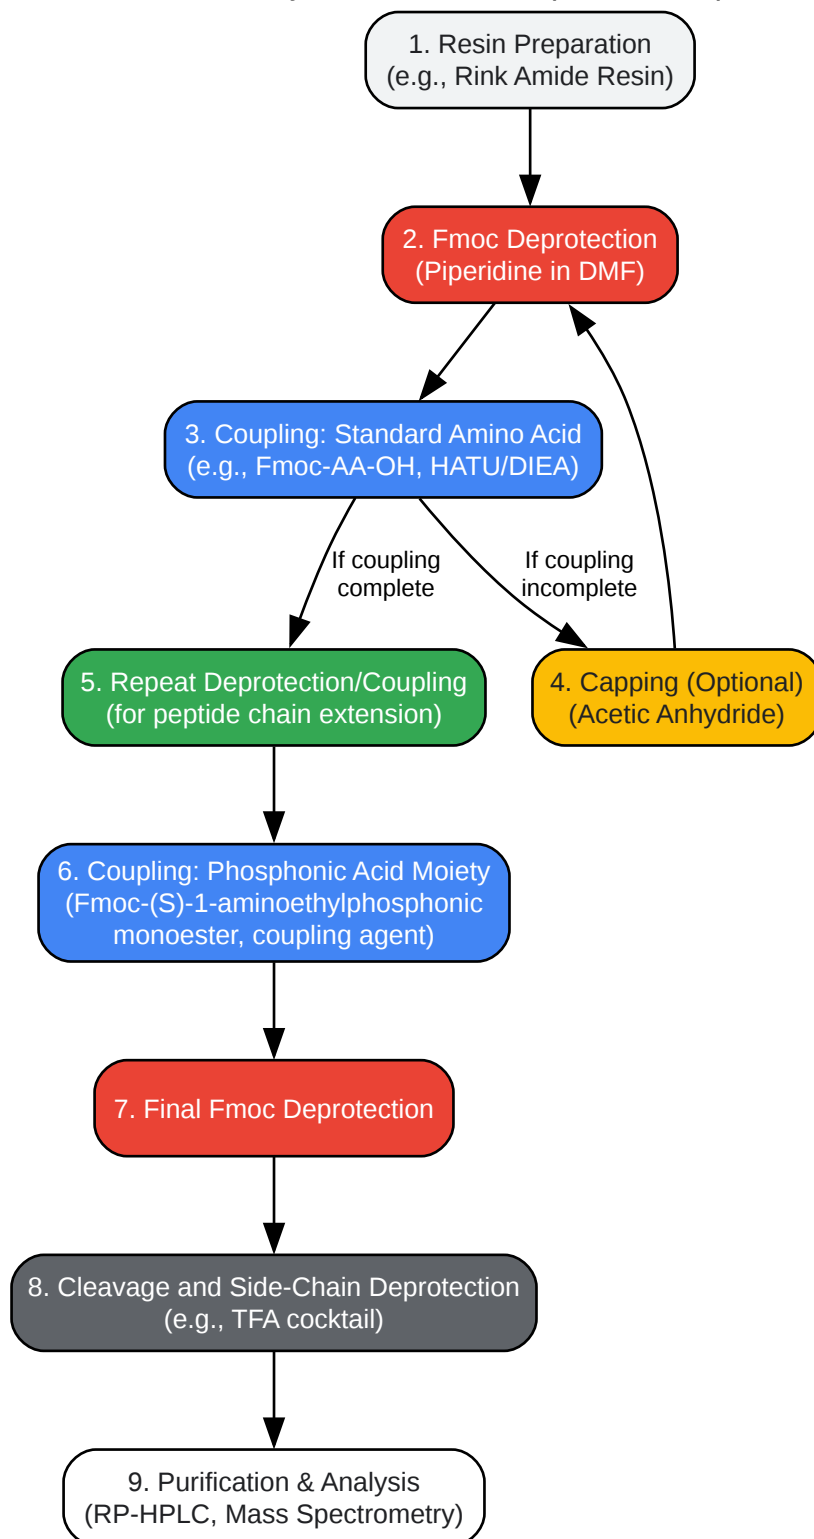 1. Resin Preparation
(e.g., Rink Amide Resin)
2. Fmoc Deprotection
(Piperidine in DMF)
3. Coupling: Standard Amino Acid
(e.g., Fmoc-AA-OH, HATU/DIEA)
If coupling
complete
If coupling
incomplete
5. Repeat Deprotection/Coupling
(for peptide chain extension)
4. Capping (Optional)
(Acetic Anhydride)
6. Coupling: Phosphonic Acid Moiety
(Fmoc-(S)-1-aminoethylphosphonic
monoester, coupling agent)
7. Final Fmoc Deprotection
8. Cleavage and Side-Chain Deprotection
(e.g., TFA cocktail)
9. Purification & Analysis
(RP-HPLC, Mass Spectrometry)